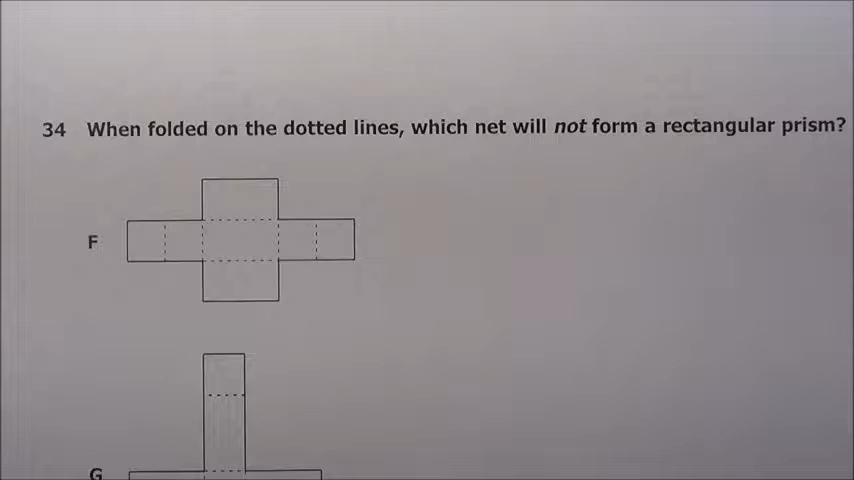 34 When folded on the dotted lines, which net will not form a rectangular prism?
F
G